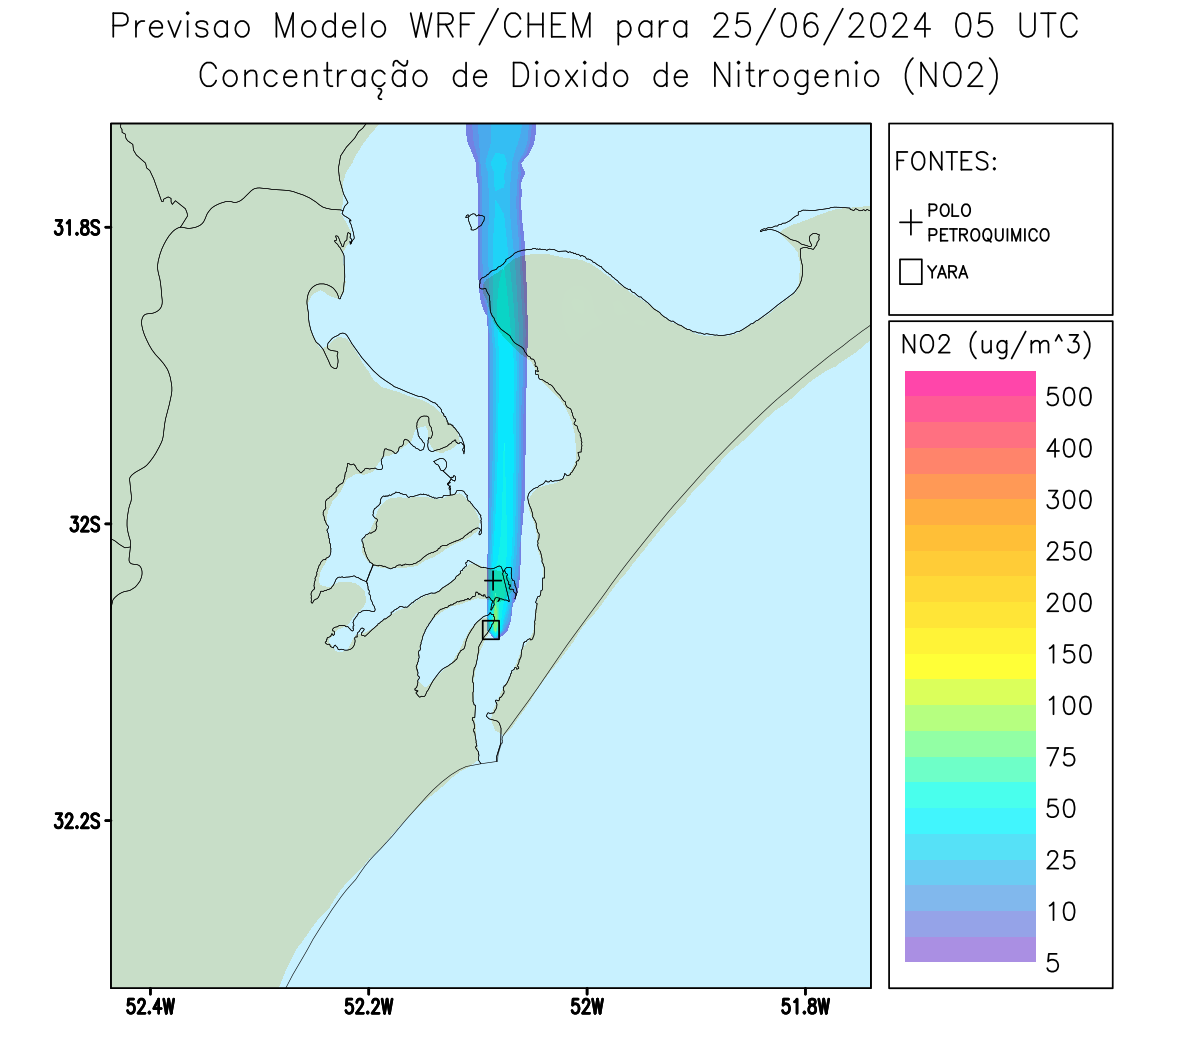 Previsao Modelo WRF/CHEM para 25/06/2024 05 UTC
Concentração de Dioxido de Nitrogenio (NO2)
FONTES:
POLO
PETROQUIMICO
YARA
31.8S
32S
32.2S
52.4W
52.2W
52W
51.8W
NO2 (ug/m^3)
500
400
300
250
200
150
100
75
50
25
10
5